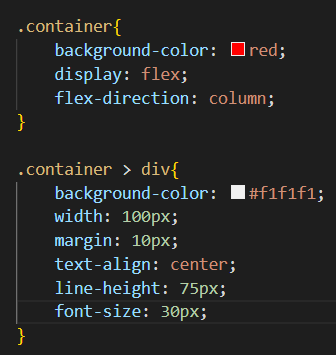 .container{
    background-color: red;
    display: flex;
    flex-direction: column;
}

.container > div{
    background-color: #f1f1f1;
    width: 100px;
    margin: 10px;
    text-align: center;
    line-height: 75px;
    font-size: 30px;
}